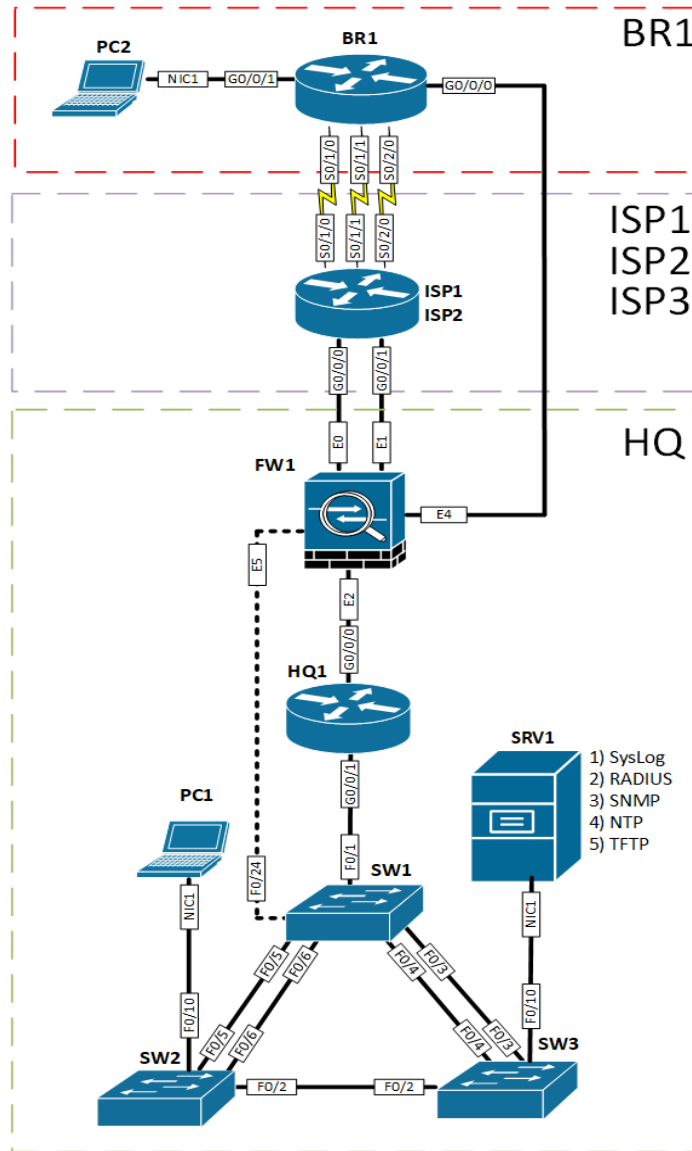 BR1
BR1
PC2
NIC1
G0/0/1
G0/0/0
S0/1/0
S0/1/1
S0/2/0
S0/1/0
S0/1/1
S0/2/0
ISP1
ISP2
ISP3
ISP1
ISP2
G0/0/0
G0/0/1
E0
E1
HQ
FW1
E4
E5
E2
G0/0/0
HQ1
SRV1
1) SysLog
2) RADIUS
3) SNMP
4) NTP
5) TFTP
G0/0/1
PC1
F0/1
F0/24
SW1
NIC1
NIC1
F0/5
F0/6
F0/4
F0/3
F0/10
F0/10
F0/5
F0/6
F0/4
F0/3
SW2
SW3
F0/2
F0/2